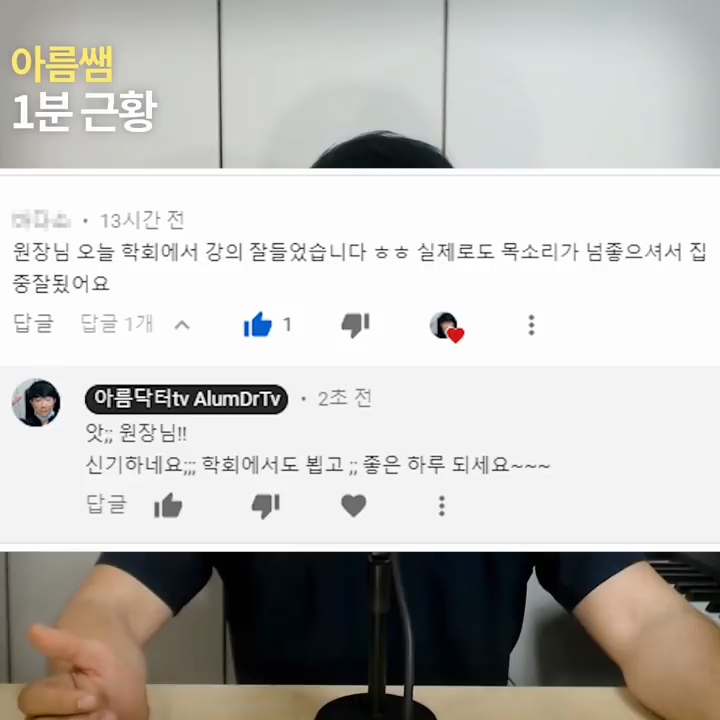 아름쌤
1분 근황
• 13시간 전
원장님 오늘 학회에서 강의 잘들었습니다 ㅎㅎ 실제로도 목소리가 넘좋으셔서 집
중잘됬어요
답글 답글 1개 1
아름닥터tv AlumDrTv • 2초 전
앗;; 원장님!!
신기하네요;;; 학회에서도 뵙고 ;; 좋은 하루 되세요~~~
답글